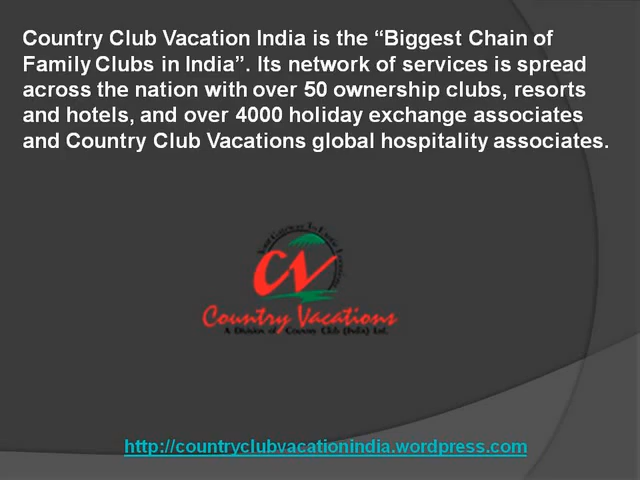 Country Club Vacation India is the “Biggest Chain of
Family Clubs in India”. Its network of services is spread
across the nation with over 50 ownership clubs, resorts
and hotels, and over 4000 holiday exchange associates
and Country Club Vacations global hospitality associates.
CV
Country Vacations
A Division of Country Club (India) Ltd.
http://countryclubvacationindia.wordpress.com